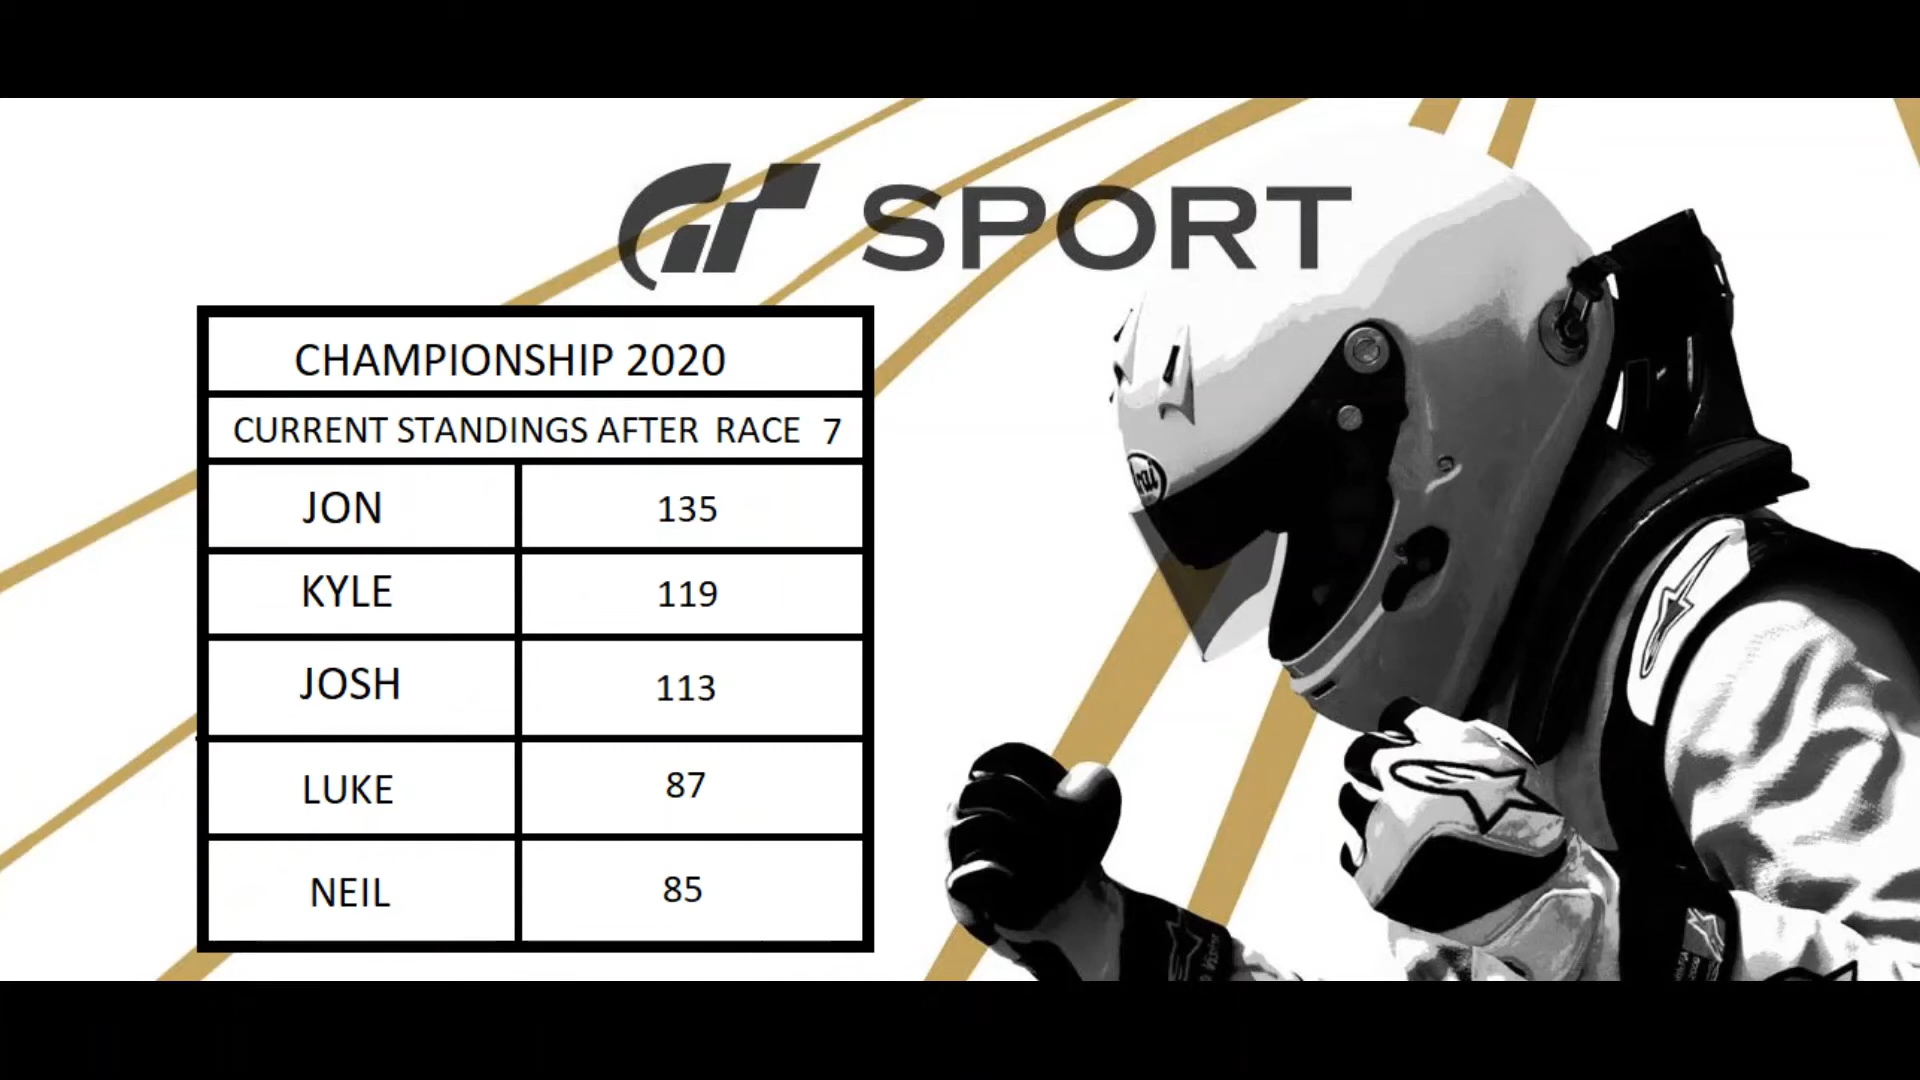 GT SPORT
CHAMPIONSHIP 2020
CURRENT STANDINGS AFTER RACE 7
JON 135
KYLE 119
JOSH 113
LUKE 87
NEIL 85